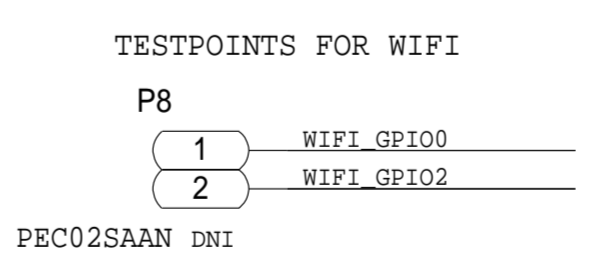 TESTPOINTS FOR WIFI
P8
1 WIFI_GPIO0
2 WIFI_GPIO2
PEC02SAAN DNI